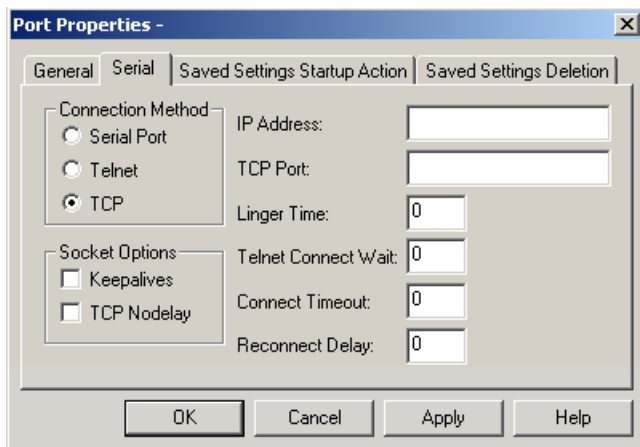 Port Properties -
General
Serial
Saved Settings Startup Action
Saved Settings Deletion
Connection Method
Serial Port
Telnet
TCP
Socket Options
Keepalives
TCP Nodelay
IP Address:
TCP Port:
Linger Time: 0
Telnet Connect Wait: 0
Connect Timeout: 0
Reconnect Delay: 0
OK
Cancel
Apply
Help